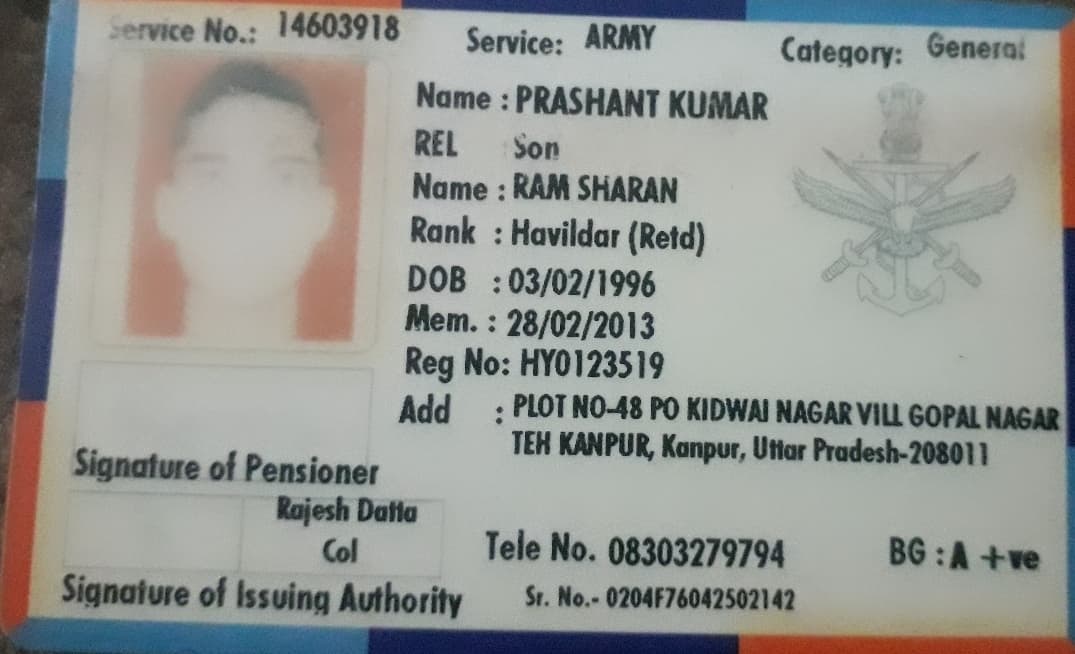 Service No.: 14603918 Service: ARMY Category: General
Name : PRASHANT KUMAR
REL Son
Name : RAM SHARAN
Rank : Havildar (Retd)
DOB : 03/02/1996
Mem. : 28/02/2013
Reg No: HY0123519
Add : PLOT NO-48 PO KIDWAI NAGAR VILL GOPAL NAGAR
TEH KANPUR, Kanpur, Uttar Pradesh-208011
Signature of Pensioner
Rajesh Datta
Col
Signature of Issuing Authority
Tele No. 08303279794 BG : A +ve
Sr. No.- 0204F76042502142